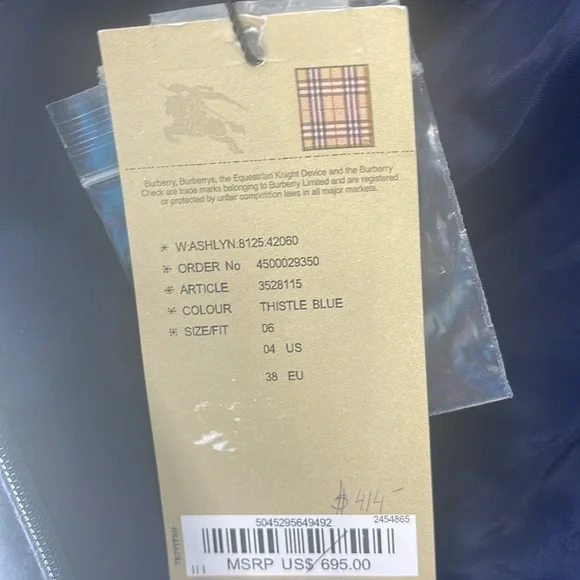 'Burberry, Burberrys, the Equestrian Knight Device and the Burberry
Check are trade marks belonging to Burberry Limited and are registered
or protected by unfair competition laws in all major markets.
W:ASHLYN:8125:42060
ORDER No 4500029350
ARTICLE 3528115
COLOUR THISTLE BLUE
SIZE/FIT 06
04 US
38 EU
$ 414-
5045295649492 2454865
MSRP US$ 695.00